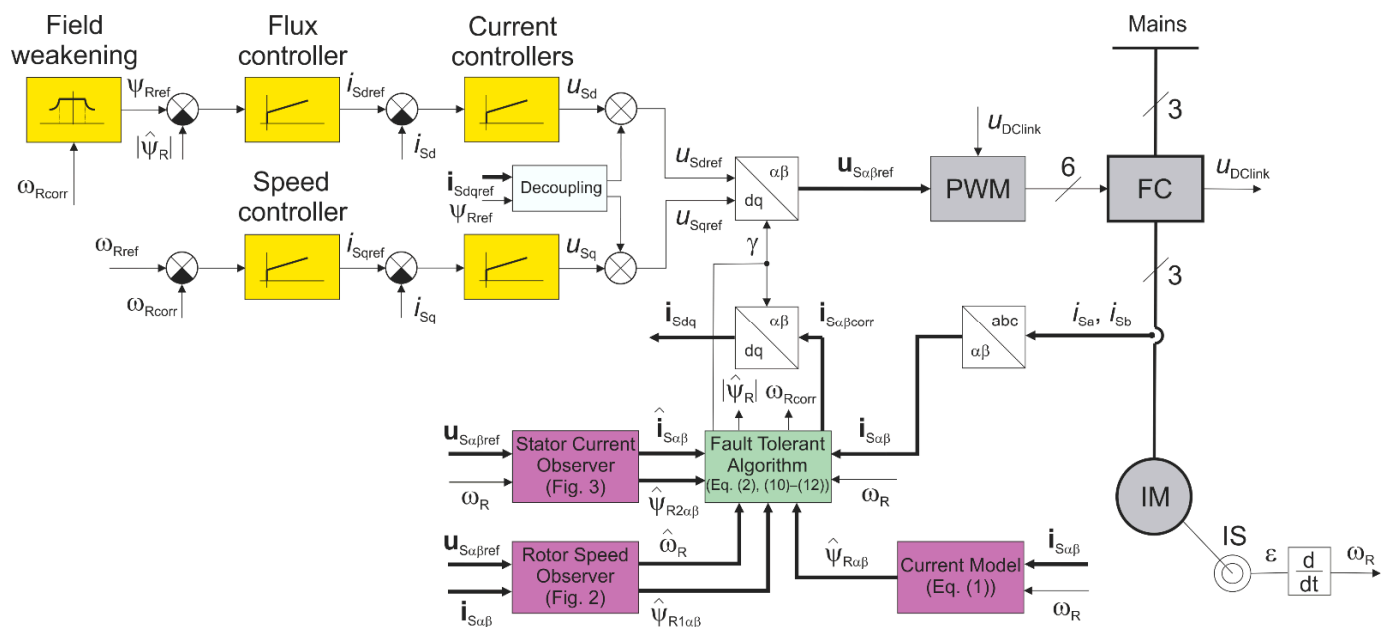 Field
weakening
Flux
controller
Current
controllers
Mains
ψRref
iSdref
uSd
|ψ̂R|
iSd
ωRcorr
uDClink
3
Speed
controller
iSdqref
ψRref
Decoupling
uSdref
uSqref
αβ
dq
uSαβref
PWM
6
FC
uDClink
ωRref
iSqref
uSq
ωRcorr
iSq
γ
3
iSdq
αβ
dq
iSαβcorr
abc
αβ
iSa, iSb
|ψ̂R|
ωRcorr
uSαβref
ωR
Stator Current
Observer
(Fig. 3)
îSαβ
ψ̂R2αβ
Fault Tolerant
Algorithm
(Eq. (2), (10)–(12))
iSαβ
ωR
IM
uSαβref
iSαβ
Rotor Speed
Observer
(Fig. 2)
ω̂R
ψ̂R1αβ
ψ̂Rαβ
Current Model
(Eq. (1))
iSαβ
ωR
IS
ε
d
dt
ωR